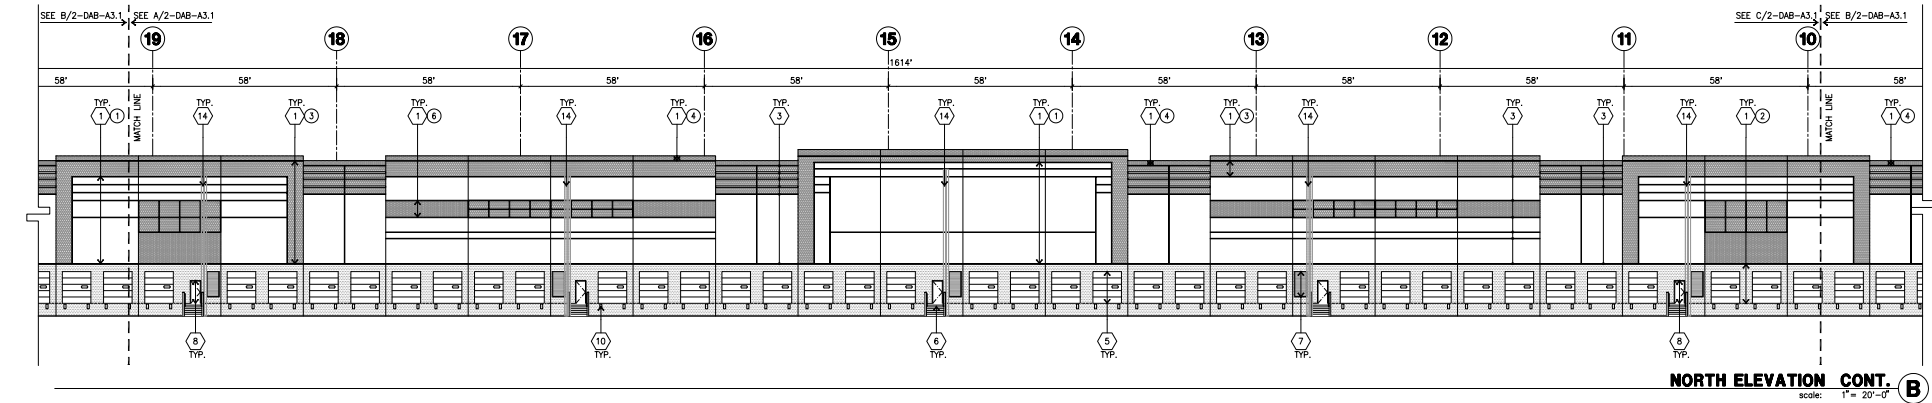 SEE B/2-DAB-A3.1 SEE A/2-DAB-A3.1 SEE C/2-DAB-A3.1 SEE B/2-DAB-A3.1
19 18 17 16 15 14 13 12 11 10
1614'
58' 58' 58' 58' 58' 58' 58' 58' 58' 58' 58'
TYP. TYP. TYP. TYP. TYP. TYP. TYP. TYP. TYP. TYP. TYP. TYP. TYP. TYP. TYP. TYP. TYP.
1 1 14 1 3 1 6 14 1 4 3 14 1 1 1 4 1 3 14 3 3 14 1 2 1 4
MATCH LINE MATCH LINE
8 10 6 5 7 8
TYP. TYP. TYP. TYP. TYP. TYP.
NORTH ELEVATION CONT. B
scale: 1"= 20'-0"